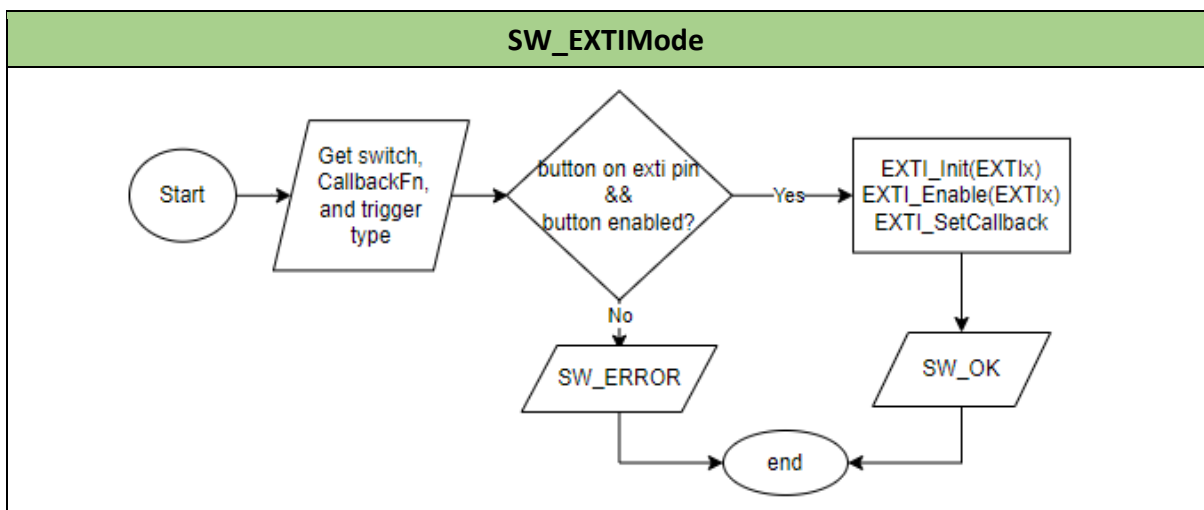 SW_EXTIMode
Start
Get switch,
CallbackFn,
and trigger
type
button on exti pin
&&
button enabled?
Yes
EXTI_Init(EXTIx)
EXTI_Enable(EXTIx)
EXTI_SetCallback
No
SW_ERROR
SW_OK
end